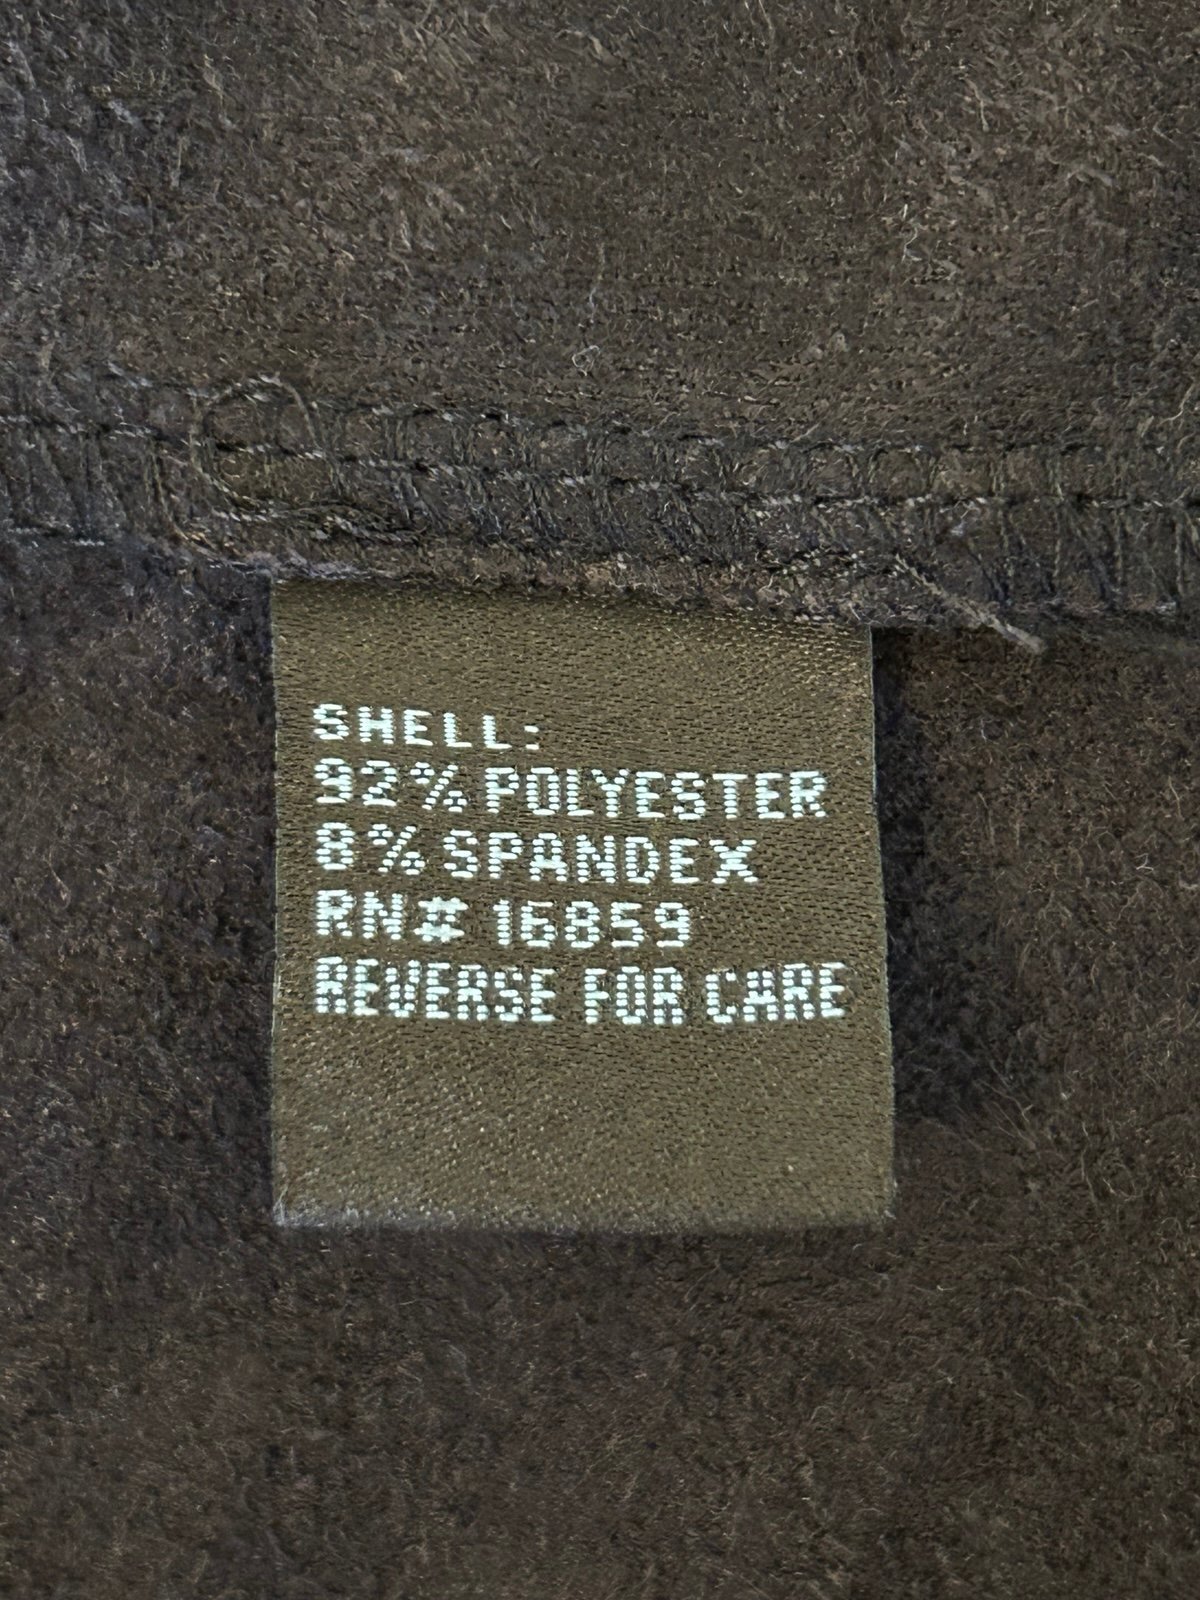 SHELL:
92% POLYESTER
8% SPANDEX
RN# 16859
REVERSE FOR CARE